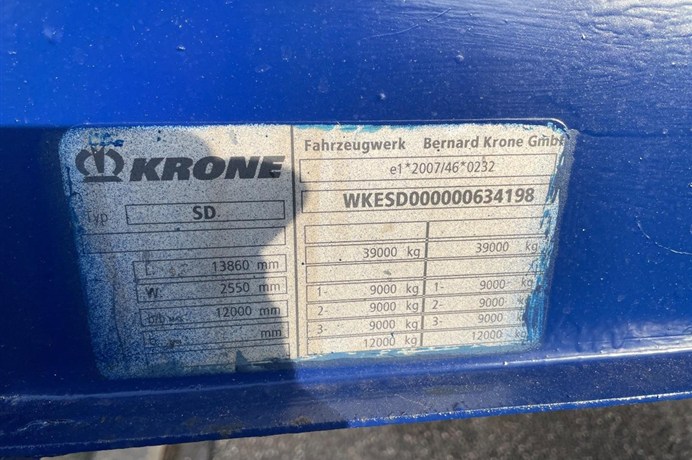 KRONE
Typ SD
L: 13860 mm
W: 2550 mm
12000 mm
mm
Fahrzeugwerk Bernard Krone GmbH
e1*2007/46*0232
WKESD000000634198
39000 kg 39000 kg
1- 9000 kg 1- 9000 kg
2- 9000 kg 2- 9000 kg
3- 9000 kg 3- 9000 kg
12000 kg 12000 kg